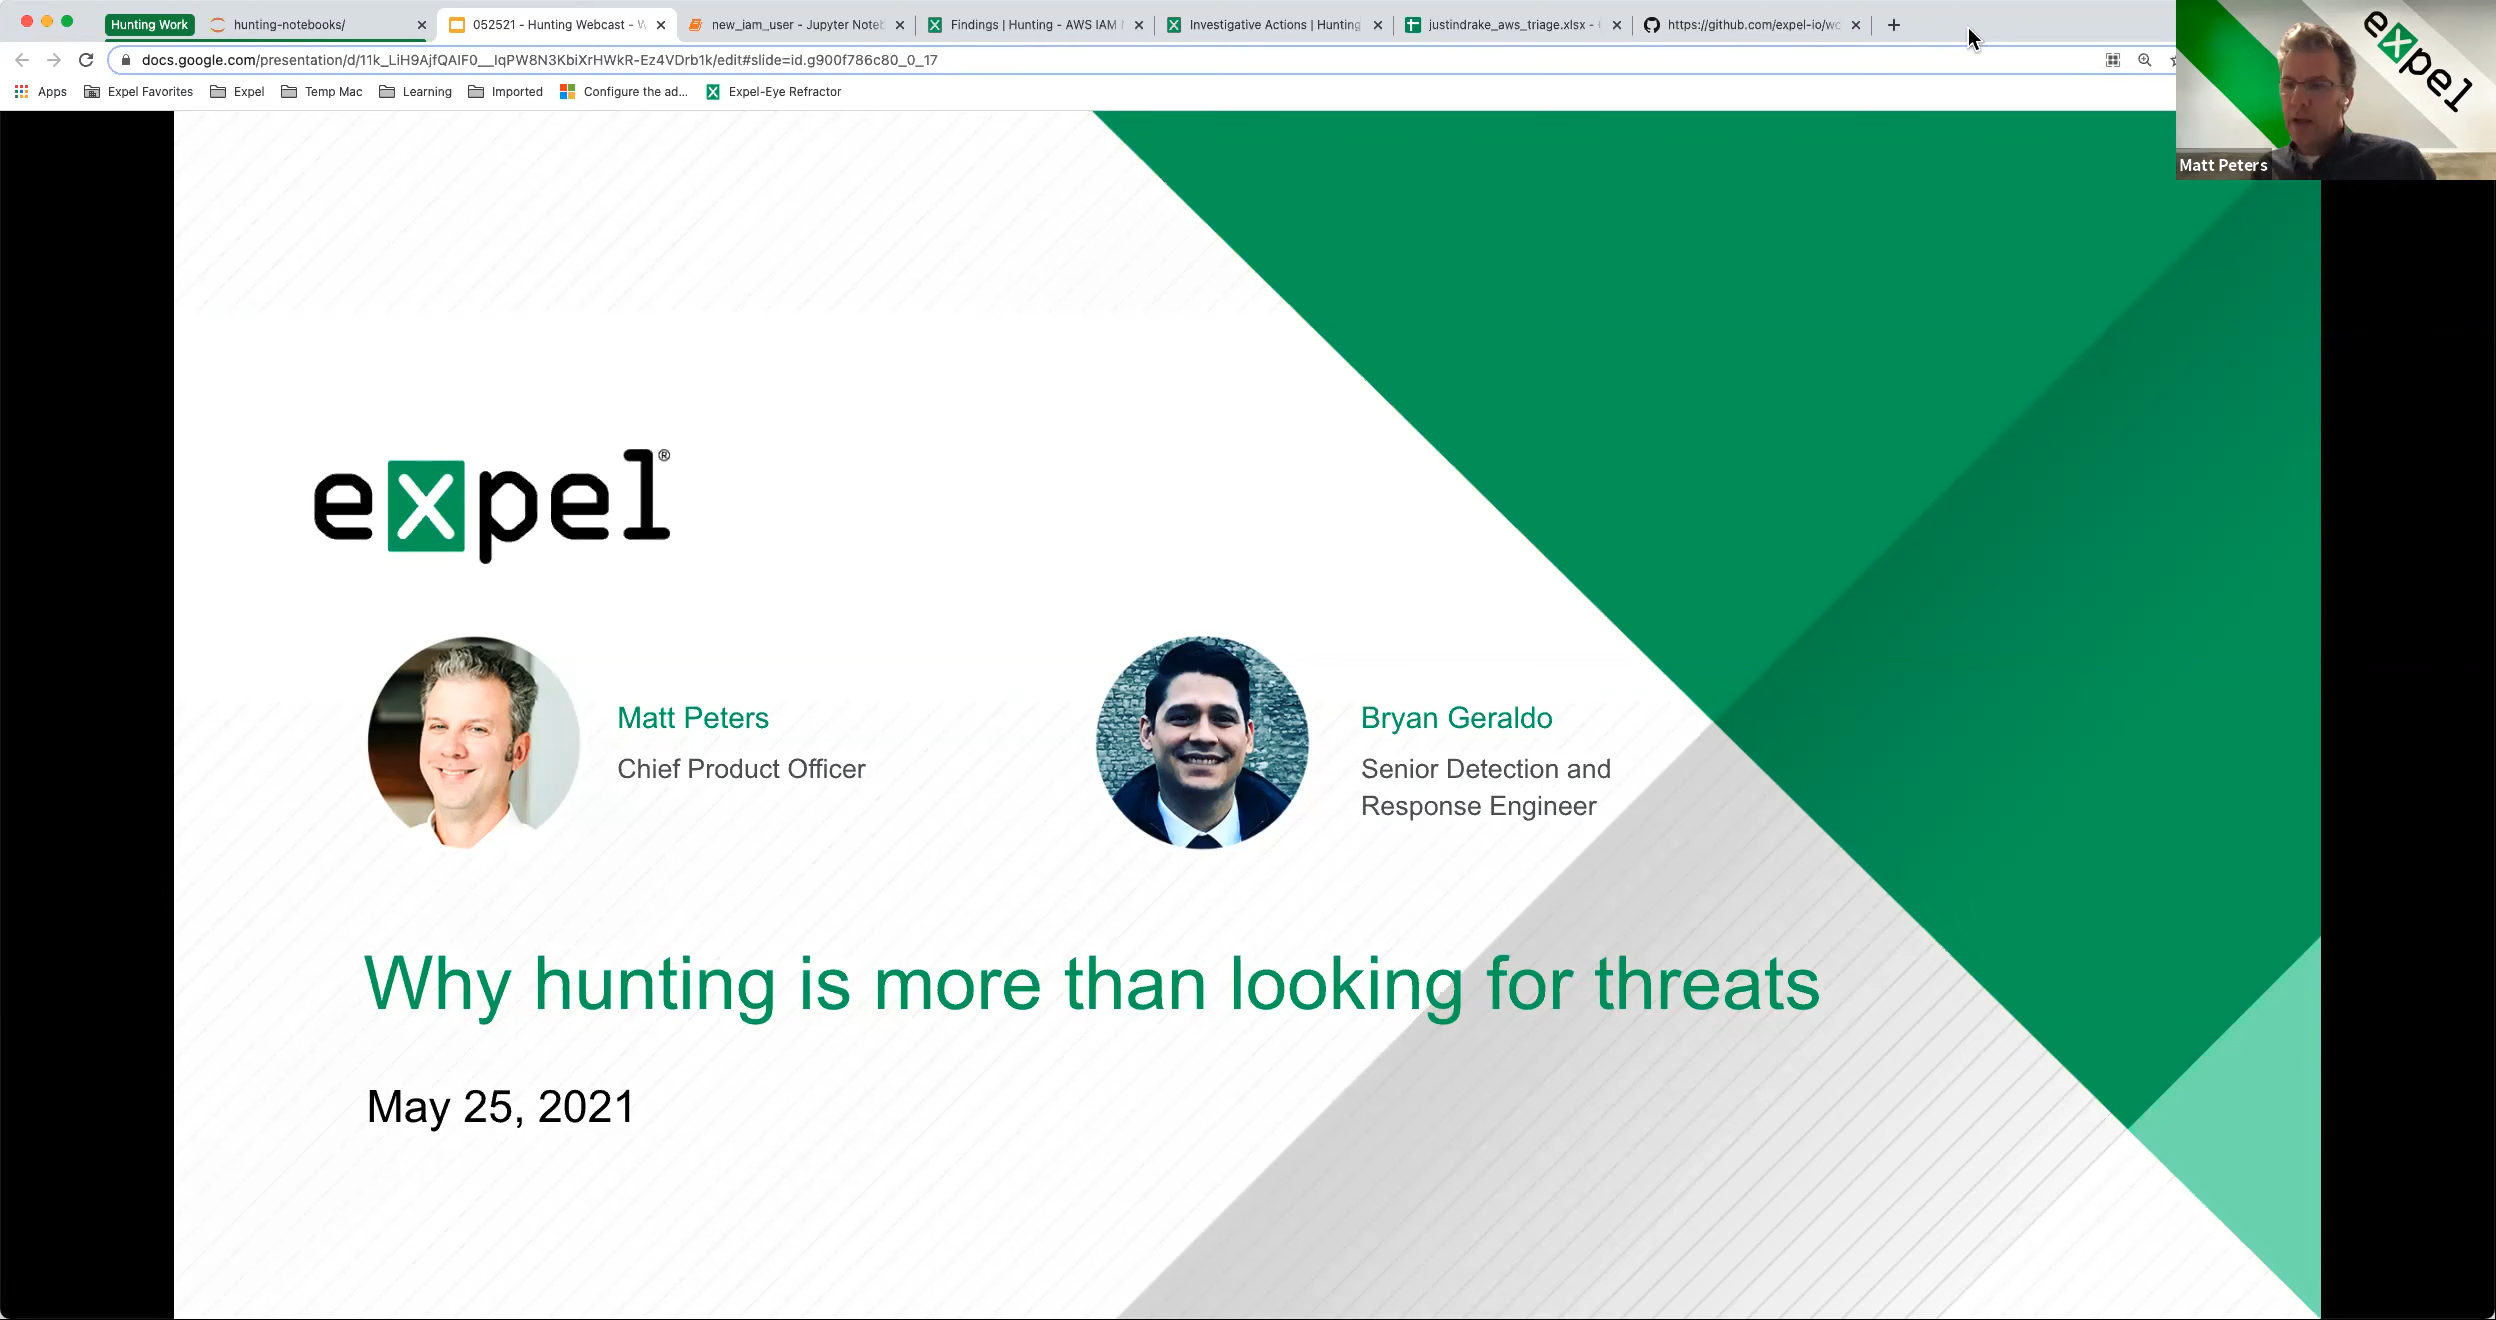 Hunting Work
hunting-notebooks/
052521 - Hunting Webcast -
new_iam_user - Jupyter Noteb
Findings | Hunting - AWS IAM
Investigative Actions | Hunting
justindrake_aws_triage.xlsx -
https://github.com/expel-io/wo
docs.google.com/presentation/d/11k_LiH9AjfQAIF0__IqPW8N3KbiXrHWkR-Ez4VDrb1k/edit#slide=id.g900f786c80_0_17
Apps
Expel Favorites
Expel
Temp Mac
Learning
Imported
Configure the ad...
Expel-Eye Refractor
expel
Matt Peters
expel®
Matt Peters
Chief Product Officer
Bryan Geraldo
Senior Detection and
Response Engineer
Why hunting is more than looking for threats
May 25, 2021